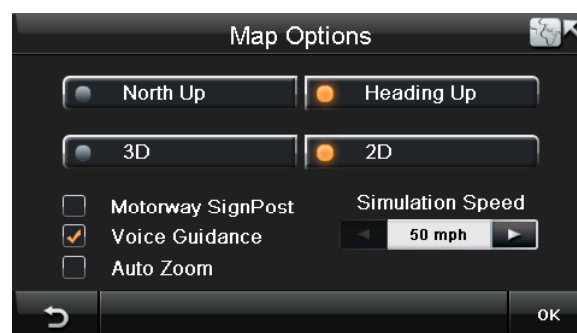 Map Options
North Up
Heading Up
3D
2D
Motorway SignPost
Voice Guidance
Auto Zoom
Simulation Speed
50 mph
OK